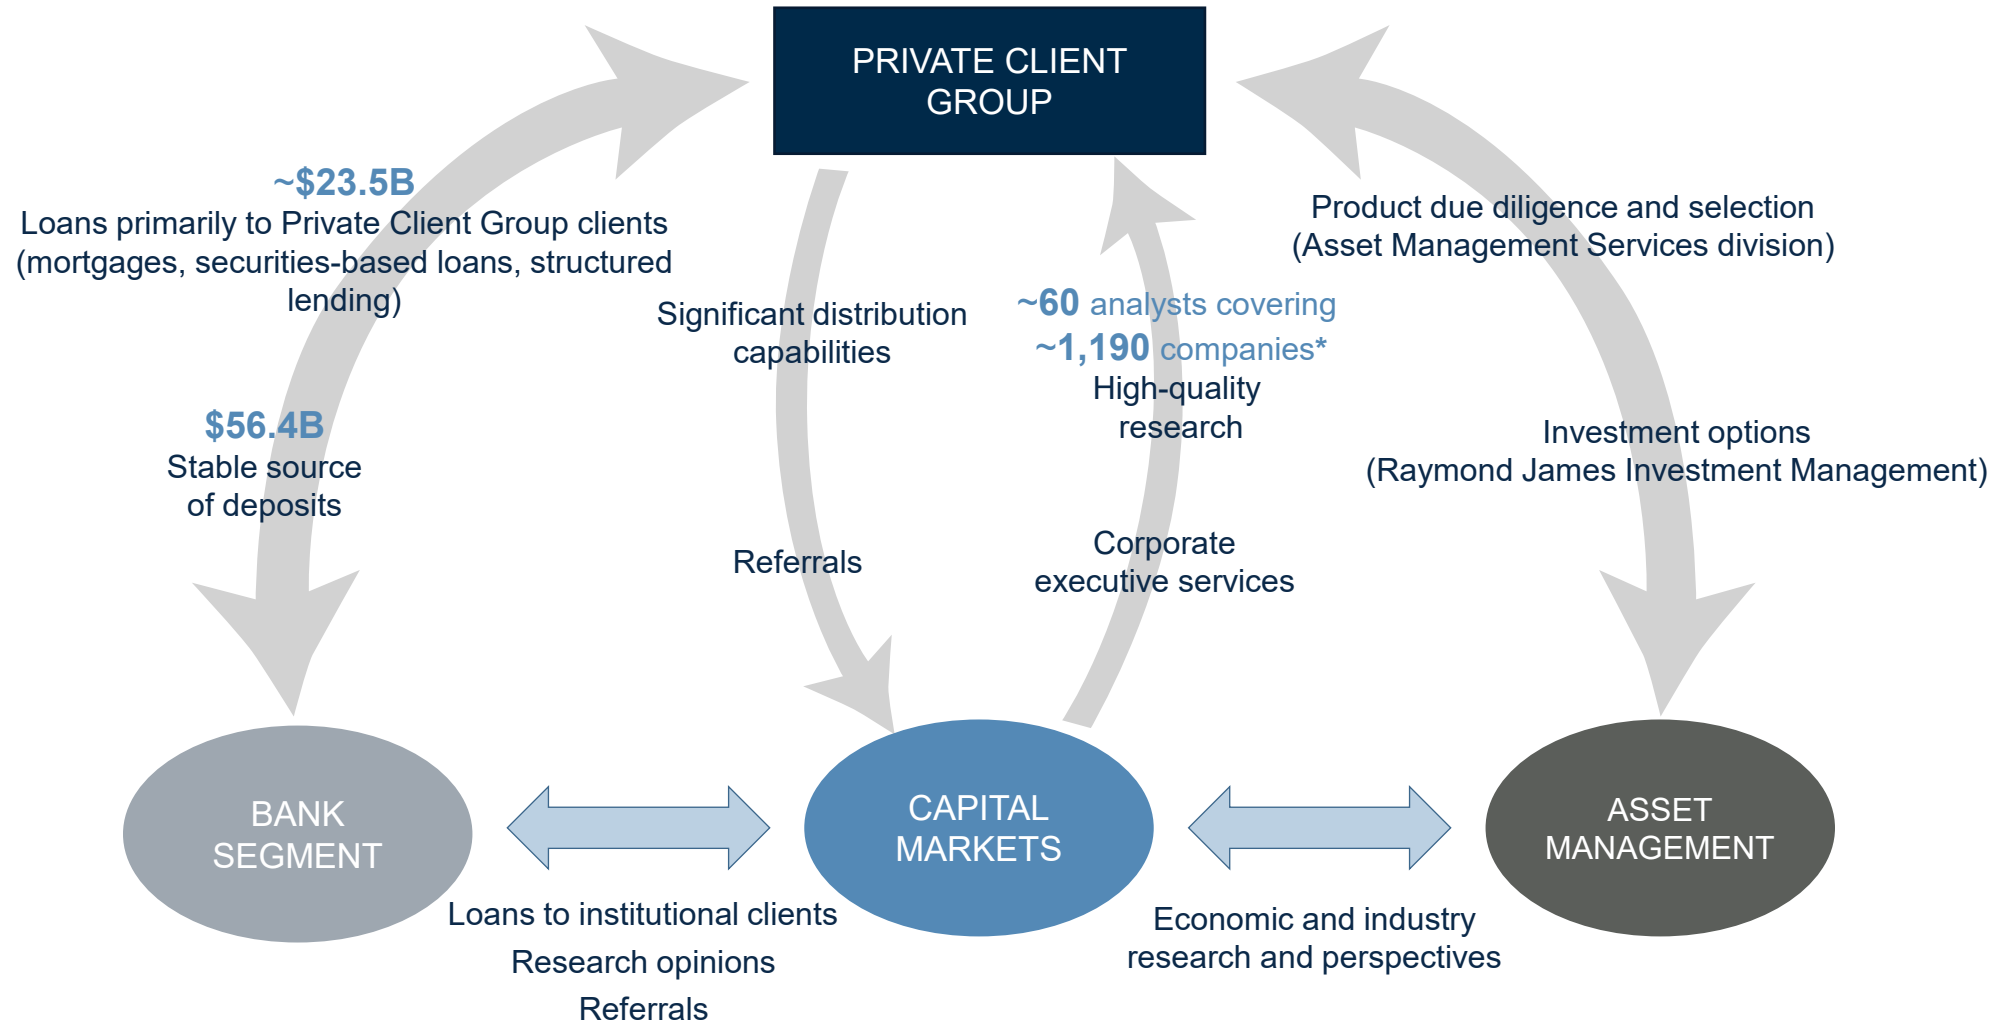 PRIVATE CLIENT
GROUP
~$23.5B
Loans primarily to Private Client Group clients
(mortgages, securities-based loans, structured
lending)
$56.4B
Stable source
of deposits
Significant distribution
capabilities
Referrals
~60 analysts covering
~1,190 companies*
High-quality
research
Corporate
executive services
Product due diligence and selection
(Asset Management Services division)
Investment options
(Raymond James Investment Management)
BANK
SEGMENT
Loans to institutional clients
Research opinions
Referrals
CAPITAL
MARKETS
Economic and industry
research and perspectives
ASSET
MANAGEMENT